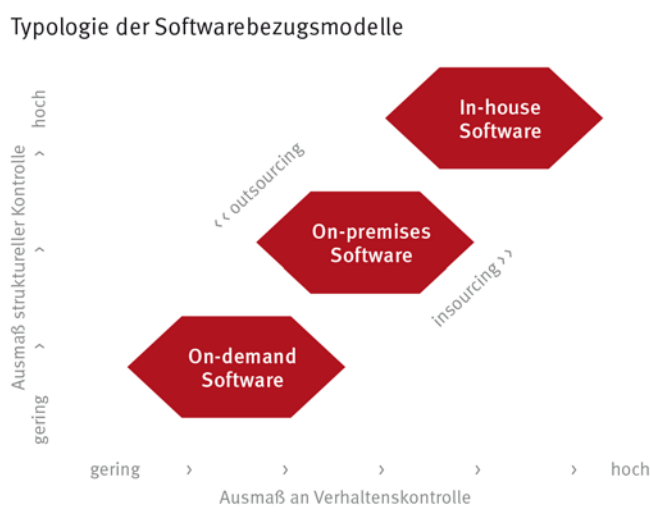 Typologie der Softwarebezugsmodelle
hoch
In-house
Software
‹‹ outsourcing
On-premises
Software
insourcing ››
Ausmaß struktureller Kontrolle
On-demand
Software
gering
gering › › › › › hoch
Ausmaß an Verhaltenskontrolle